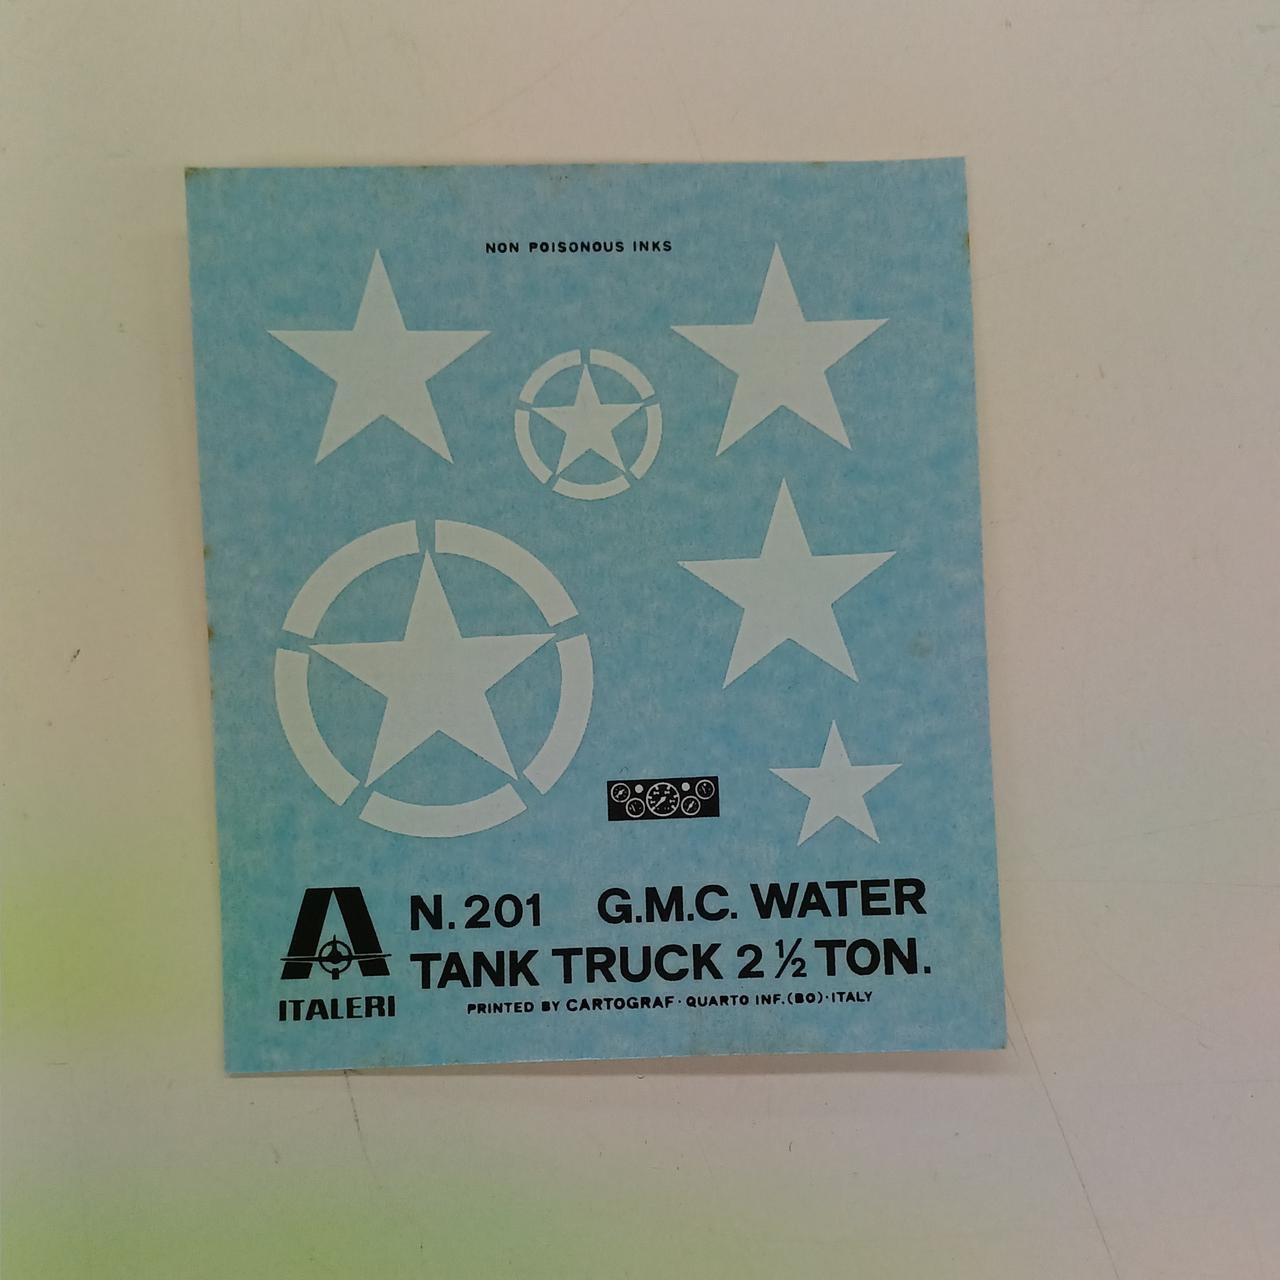 NON POISONOUS INKS
N. 201 G.M.C. WATER
TANK TRUCK 2 ½ TON.
ITALERI
PRINTED BY CARTOGRAF · QUARTO INF. (BO) · ITALY